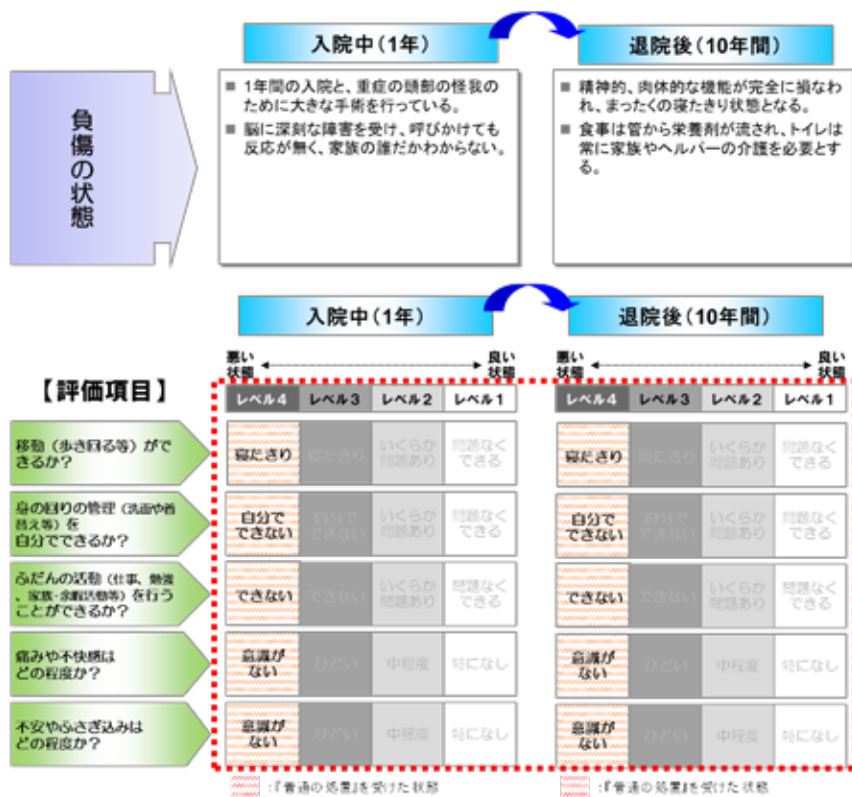 入院中(1年)
退院後(10年間)
負傷の状態
■ 1年間の入院と、重症の頭部の怪我の
ために大きな手術を行っている。
■ 脳に深刻な障害を受け、呼びかけても
反応が無く、家族の誰だかわからない。
■ 精神的、肉体的な機能が完全に損なわ
れ、まったくの寝たきり状態となる。
■ 食事は管から栄養剤が流され、トイレは
常に家族やヘルパーの介護を必要とす
る。
入院中(1年)
退院後(10年間)
【評価項目】
悪い
状態
良い
状態
悪い
状態
良い
状態
レベル4 レベル3 レベル2 レベル1
レベル4 レベル3 レベル2 レベル1
移動(歩き回る等)がで
きるか?
寝たきり 寝たきり いくらか
問題あり 問題なく
できる
寝たきり 寝たきり いくらか
問題あり 問題なく
できる
身の回りの管理(洗面や着
替え等)を
自分でできるか?
自分で
できない 自分で
できない いくらか
問題あり 問題なく
できる
自分で
できない 自分で
できない いくらか
問題あり 問題なく
できる
ふだんの活動(仕事、勉強
、家族・余暇活動等)を行う
ことができるか?
できない できない いくらか
問題あり 問題なく
できる
できない できない いくらか
問題あり 問題なく
できる
痛みや不快感は
どの程度か?
意識が
ない ひどい 中程度 特になし
意識が
ない ひどい 中程度 特になし
不安やふさぎ込みは
どの程度か?
意識が
ない ひどい 中程度 特になし
意識が
ない ひどい 中程度 特になし
:『普通の処置』を受けた状態
:『普通の処置』を受けた状態